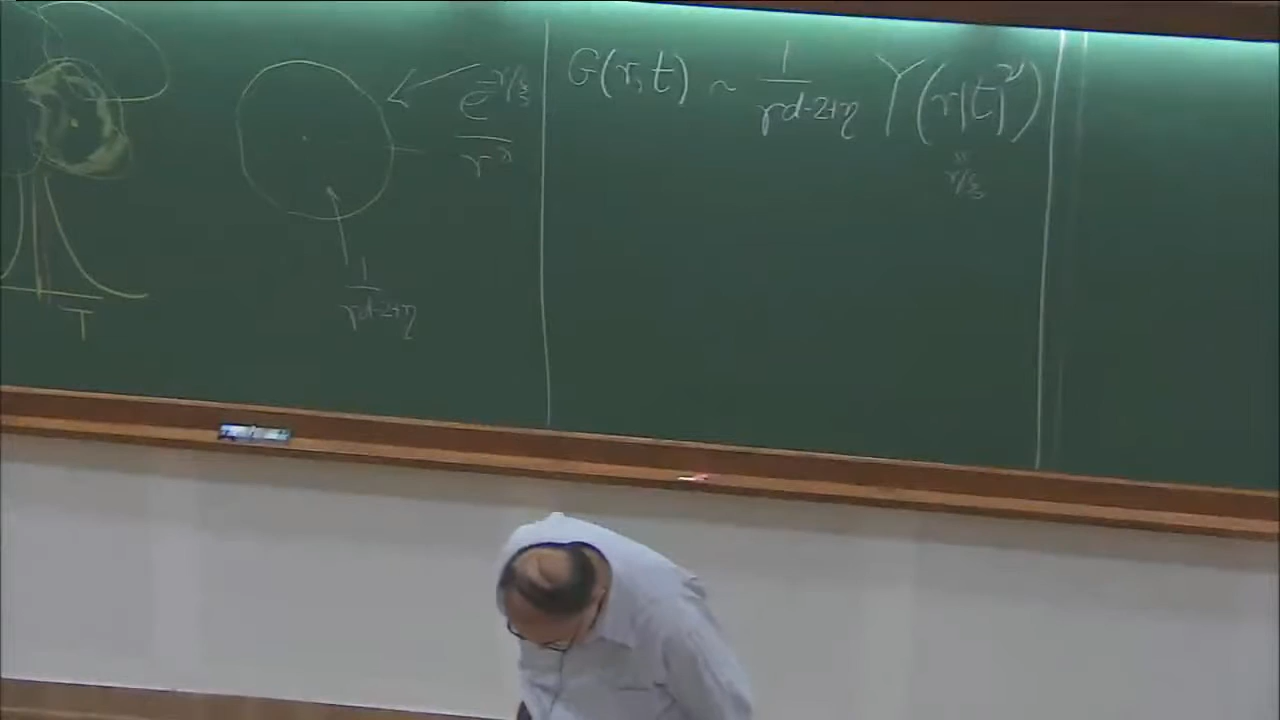 T
e^{-r/ξ} / r^λ
1 / r^{d-2+η}
G(r,t) ~ 1 / r^{d-2+η} Y(r|t|^ν)
r/ξ